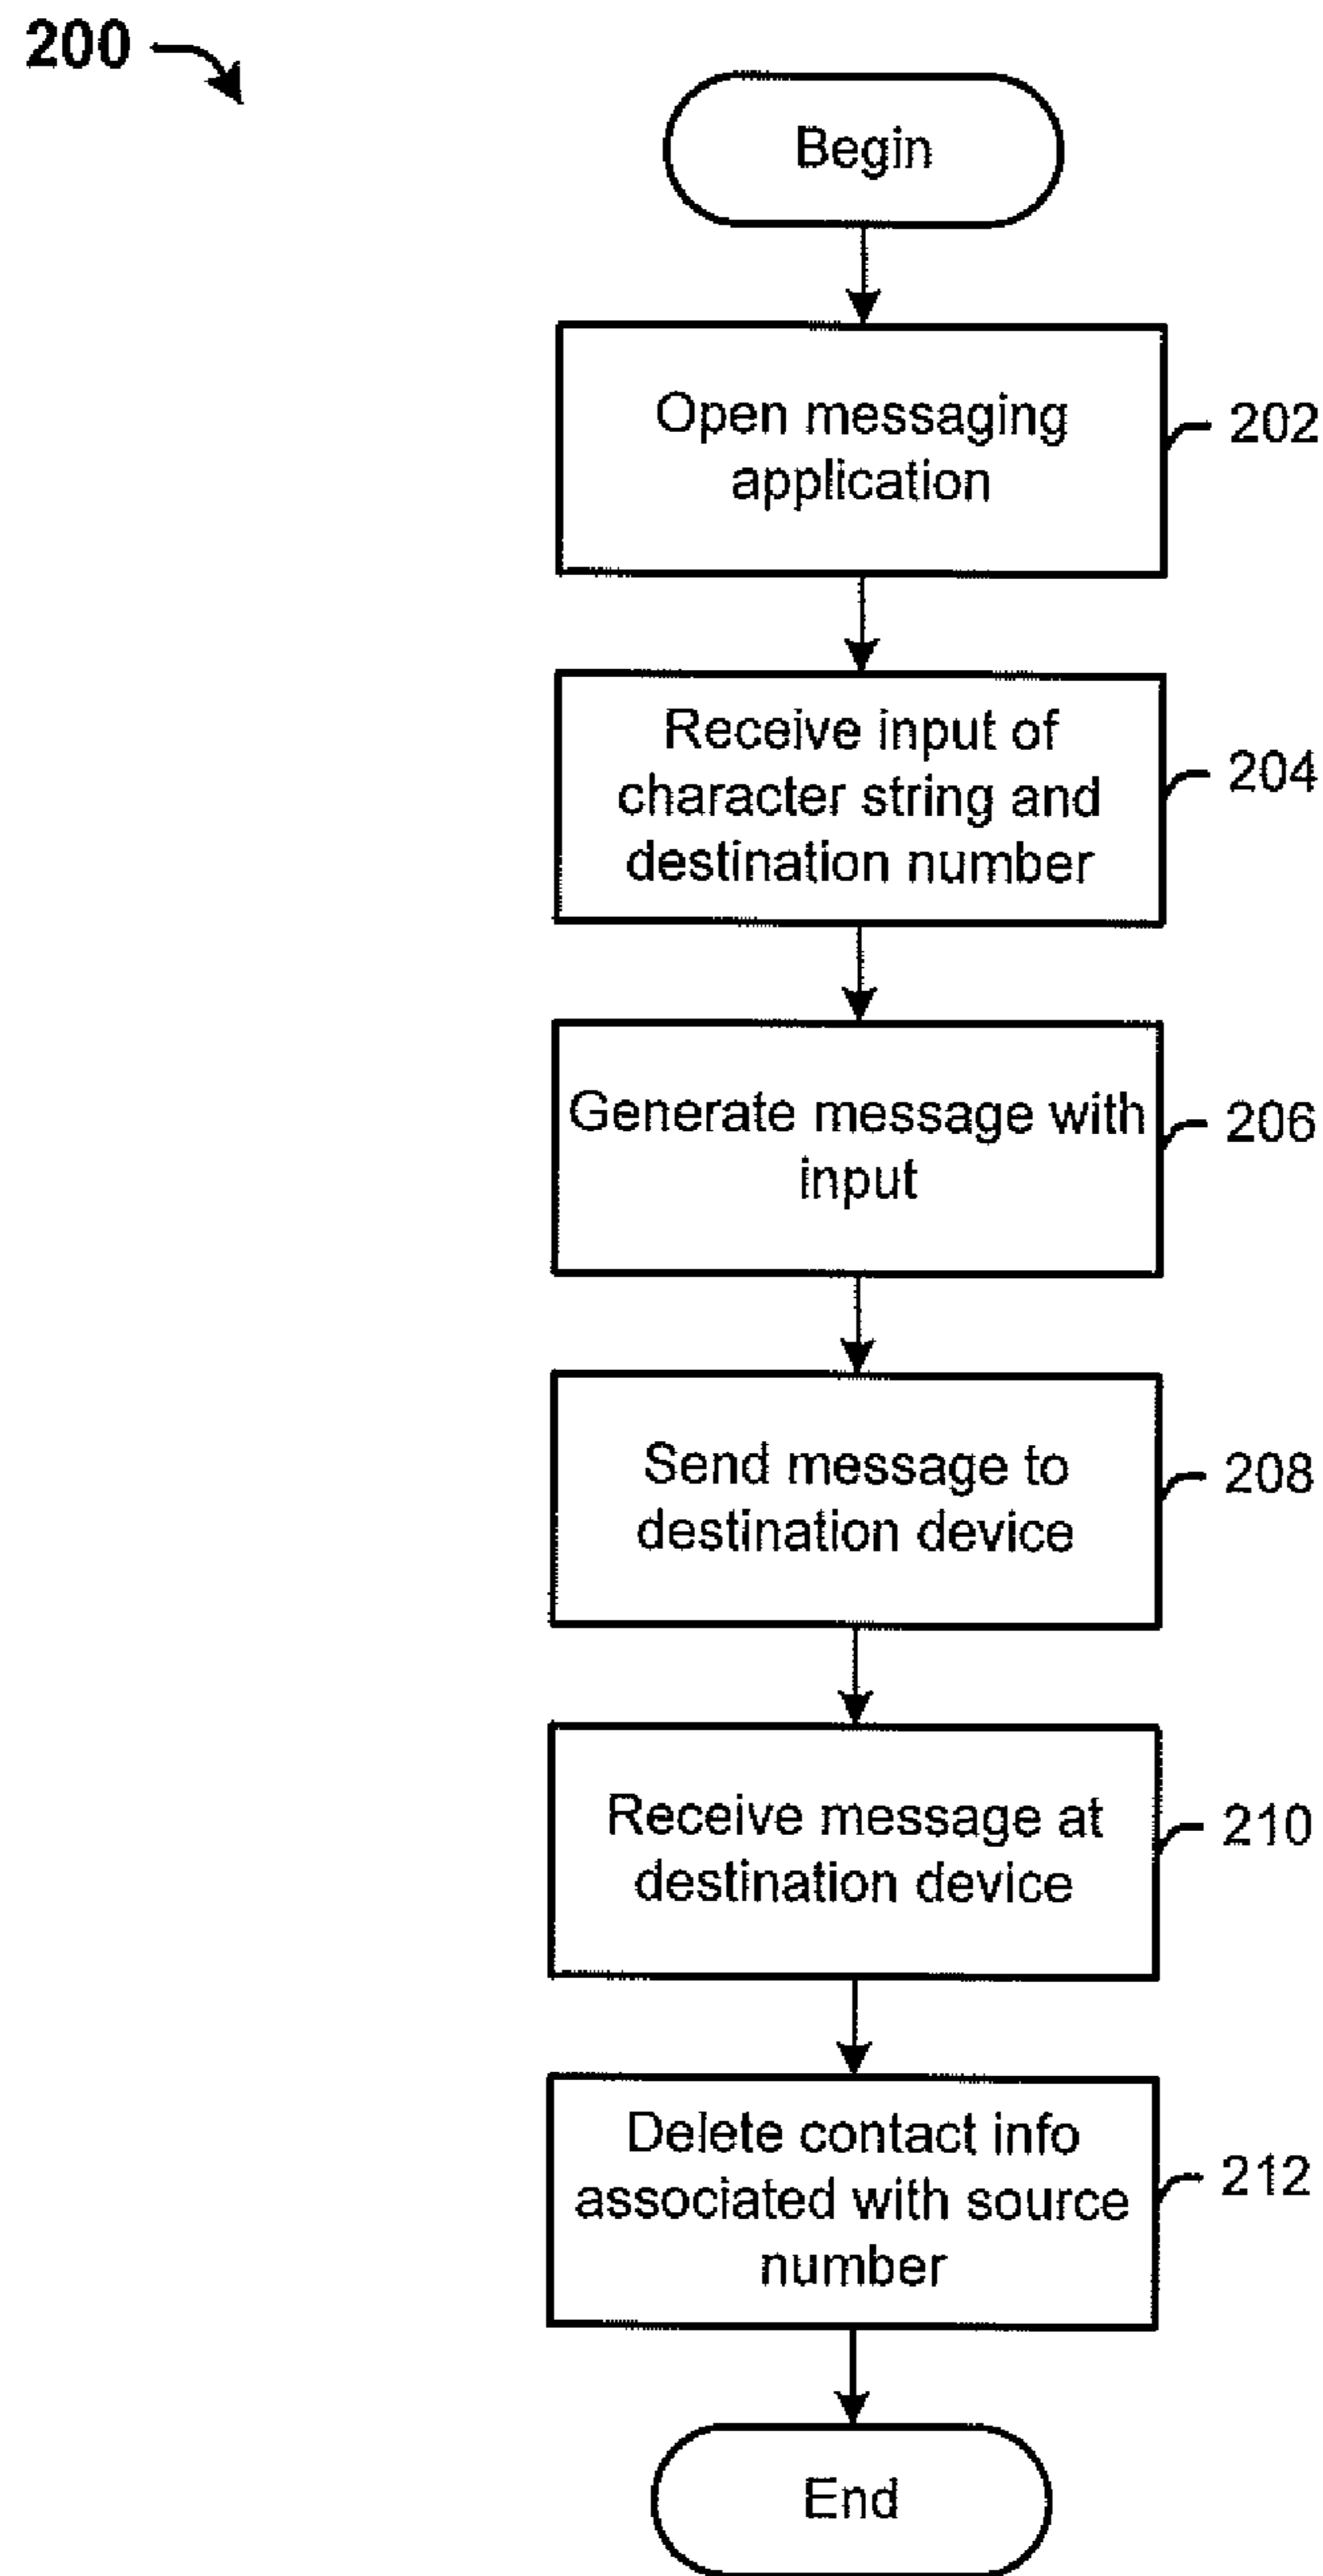 200
Begin
Open messaging
application
202
Receive input of
character string and
destination number
204
Generate message with
input
206
Send message to
destination device
208
Receive message at
destination device
210
Delete contact info
associated with source
number
212
End